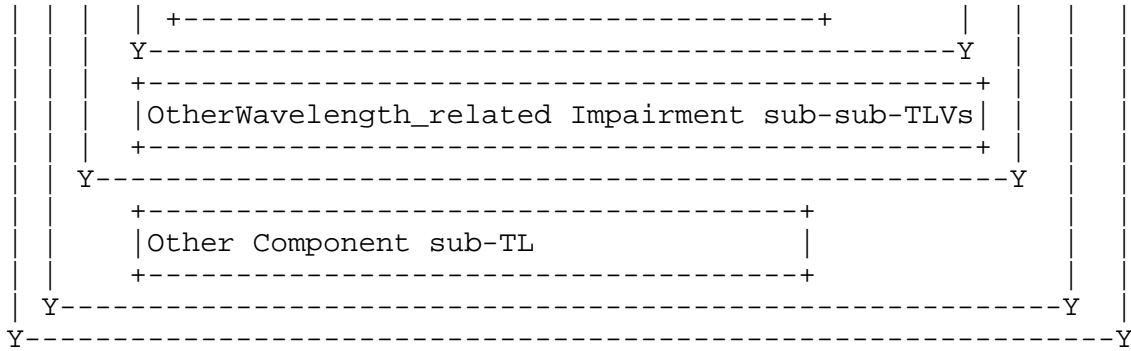 |  |  |   |  +------------------------------------+        |  |   |   |
|  |  |   Y----------------------------------------------Y  |   |   |
|  |  |   +------------------------------------------------+ |   |   |
|  |  |   |OtherWavelength_related Impairment sub-sub-TLVs| |   |   |
|  |  |   +------------------------------------------------+ |   |   |
|  |  Y----------------------------------------------------Y   |   |
|  |      +-------------------------------------+              |   |
|  |      |Other Component sub-TL               |              |   |
|  |      +-------------------------------------+              |   |
|  Y---------------------------------------------------------Y    |
Y--------------------------------------------------------------Y